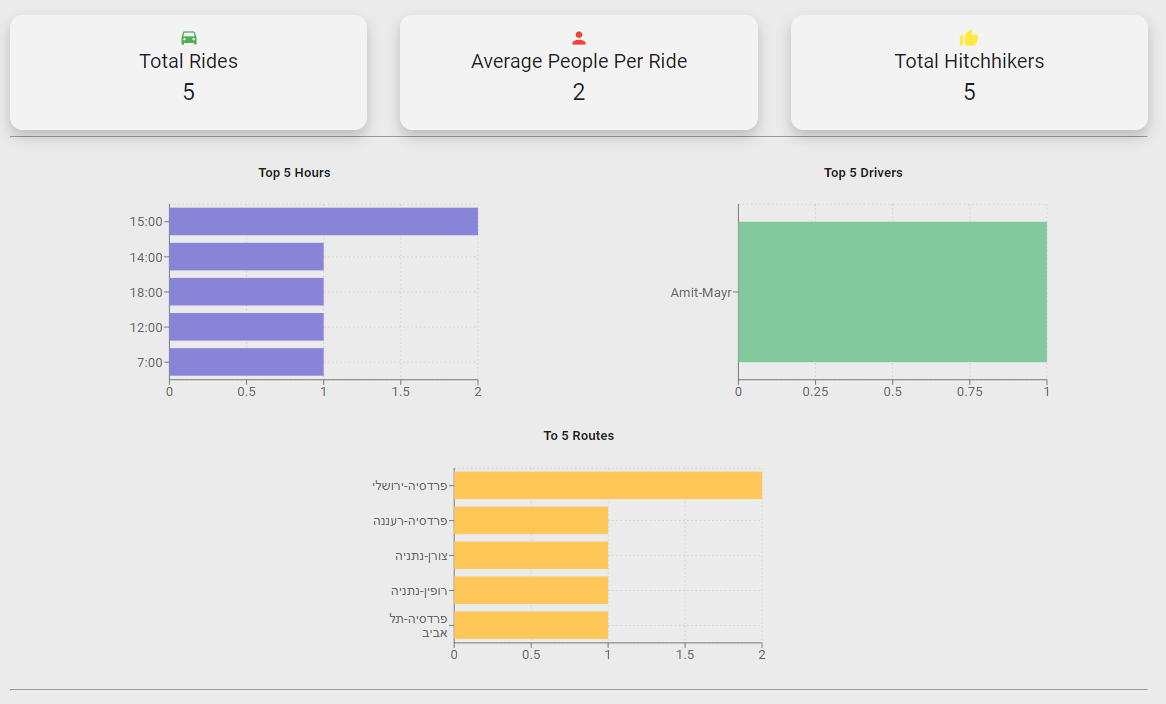 Total Rides
5
Average People Per Ride
2
Total Hitchhikers
5
Top 5 Hours
15:00
14:00
18:00
12:00
7:00
0 0.5 1 1.5 2
Top 5 Drivers
Amit-Mayr
0 0.25 0.5 0.75 1
To 5 Routes
פרדסיה-ירושלי
פרדסיה-רעננה
צורן-נתניה
רופין-נתניה
פרדסיה-תל
אביב
0 0.5 1 1.5 2